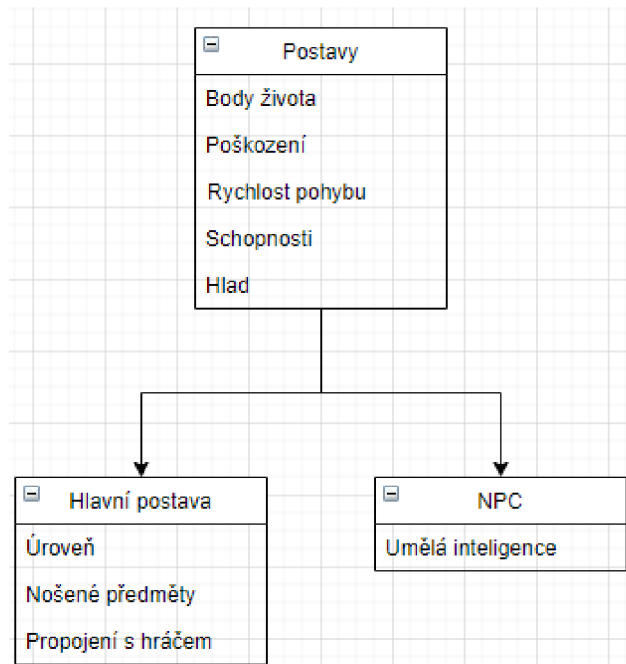 Postavy
Body života
Poškození
Rychlost pohybu
Schopnosti
Hlad
Hlavní postava
Úroveň
Nošené předměty
Propojení s hráčem
NPC
Umělá inteligence